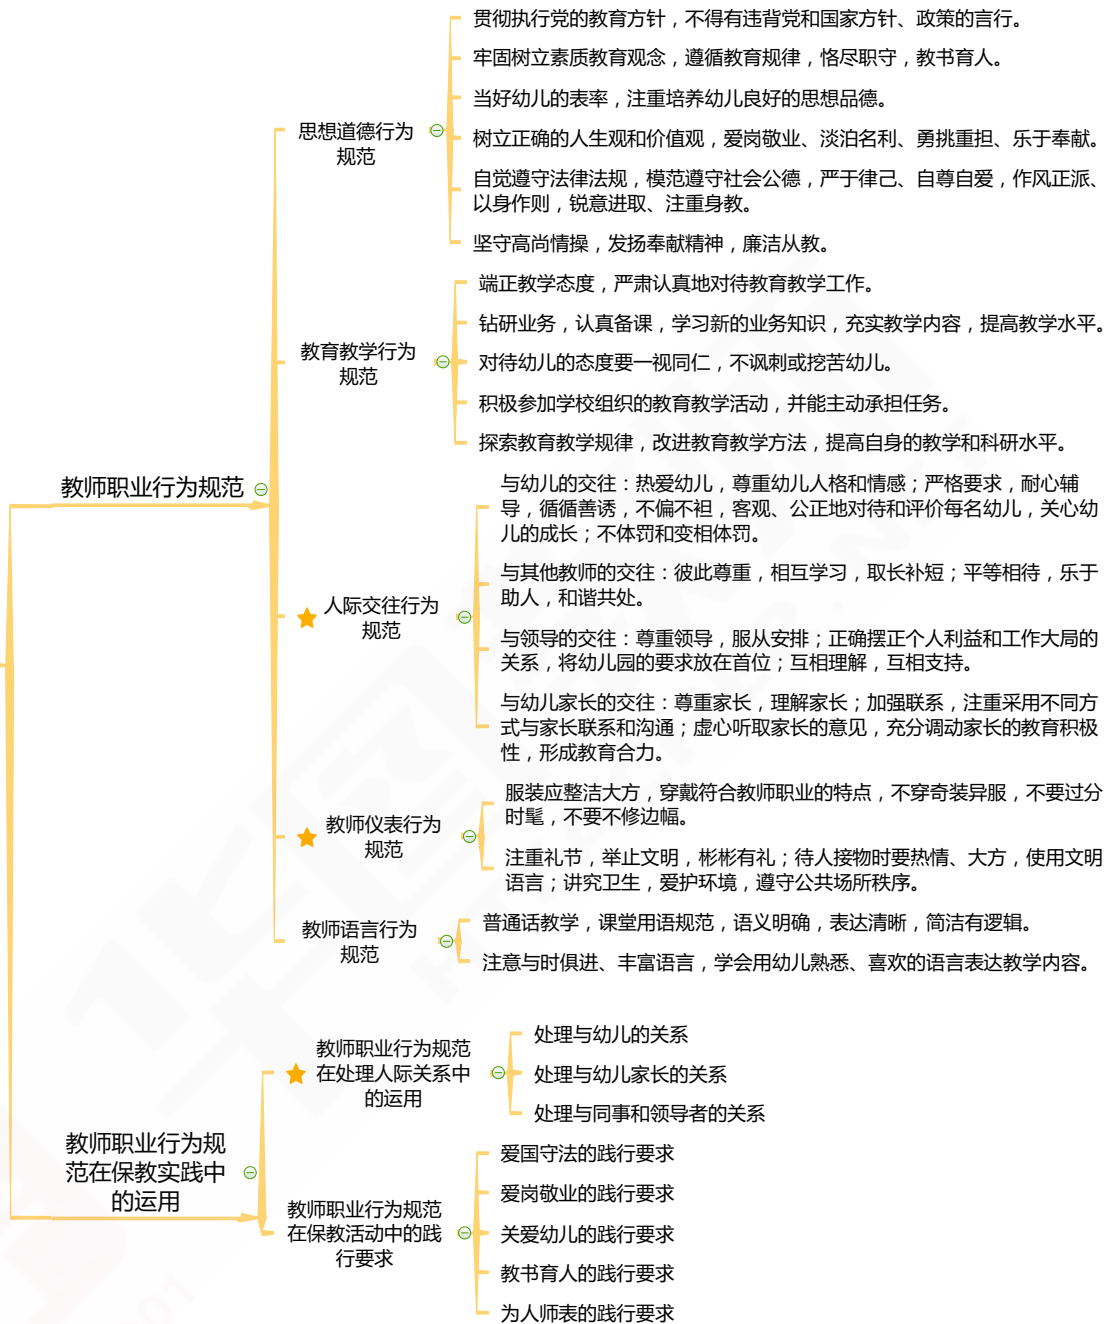 贯彻执行党的教育方针，不得有违背党和国家方针、政策的言行。
牢固树立素质教育观念，遵循教育规律，恪尽职守，教书育人。
当好幼儿的表率，注重培养幼儿良好的思想品德。
思想道德行为
规范
树立正确的人生观和价值观，爱岗敬业、淡泊名利、勇挑重担、乐于奉献。
自觉遵守法律法规，模范遵守社会公德，严于律己、自尊自爱，作风正派、
以身作则，锐意进取、注重身教。
坚守高尚情操，发扬奉献精神，廉洁从教。
端正教学态度，严肃认真地对待教育教学工作。
钻研业务，认真备课，学习新的业务知识，充实教学内容，提高教学水平。
教育教学行为
规范
对待幼儿的态度要一视同仁，不讽刺或挖苦幼儿。
积极参加学校组织的教育教学活动，并能主动承担任务。
探索教育教学规律，改进教育教学方法，提高自身的教学和科研水平。
教师职业行为规范
与幼儿的交往：热爱幼儿，尊重幼儿人格和情感；严格要求，耐心辅
导，循循善诱，不偏不袒，客观、公正地对待和评价每名幼儿，关心幼
儿的成长；不体罚和变相体罚。
与其他教师的交往：彼此尊重，相互学习，取长补短；平等相待，乐于
助人，和谐共处。
人际交往行为
规范
与领导的交往：尊重领导，服从安排；正确摆正个人利益和工作大局的
关系，将幼儿园的要求放在首位；互相理解，互相支持。
与幼儿家长的交往：尊重家长，理解家长；加强联系，注重采用不同方
式与家长联系和沟通；虚心听取家长的意见，充分调动家长的教育积极
性，形成教育合力。
服装应整洁大方，穿戴符合教师职业的特点，不穿奇装异服，不要过分
时髦，不要不修边幅。
教师仪表行为
规范
注重礼节，举止文明，彬彬有礼；待人接物时要热情、大方，使用文明
语言；讲究卫生，爱护环境，遵守公共场所秩序。
教师语言行为
规范
普通话教学，课堂用语规范，语义明确，表达清晰，简洁有逻辑。
注意与时俱进、丰富语言，学会用幼儿熟悉、喜欢的语言表达教学内容。
教师职业行为规范
在处理人际关系中
的运用
处理与幼儿的关系
处理与幼儿家长的关系
处理与同事和领导者的关系
教师职业行为规
范在保教实践中
的运用
爱国守法的践行要求
爱岗敬业的践行要求
教师职业行为规范
在保教活动中的践
行要求
关爱幼儿的践行要求
教书育人的践行要求
为人师表的践行要求